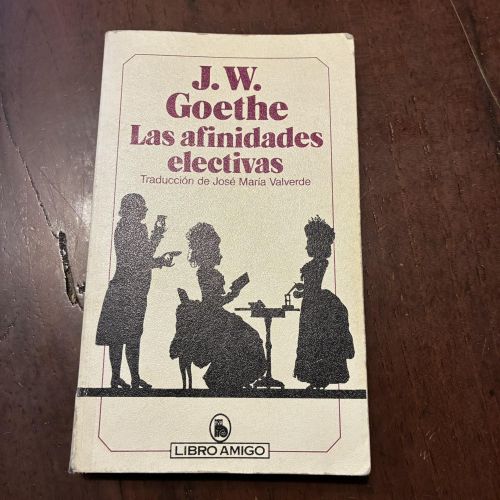 J. W.
Goethe
Las afinidades
electivas
Traducción de José María Valverde
LIBRO AMIGO